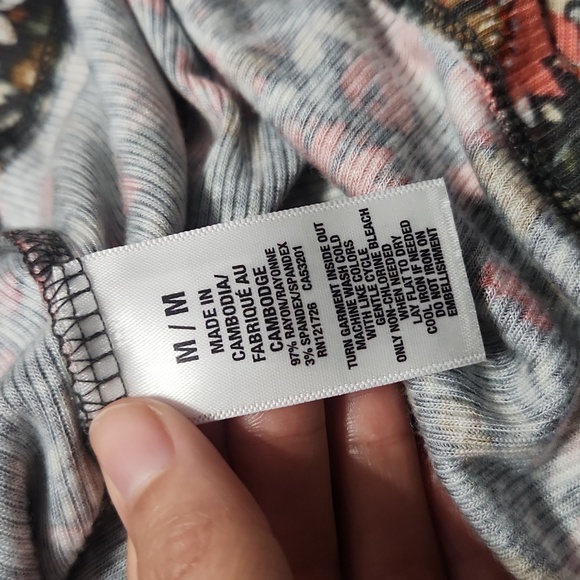 M / M
MADE IN
CAMBODIA/
FABRIQUÉ AU
CAMBODGE
97% RAYON/RAYONNE
3% SPANDEX/SPANDEX
RN121726 CA53201
TURN GARMENT INSIDE OUT
MACHINE WASH COLD
WITH LIKE COLORS
GENTLE CYCLE
ONLY NON-CHLORINE BLEACH
WHEN NEEDED
LAY FLAT TO DRY
COOL IRON IF NEEDED
DO NOT IRON ON
EMBELLISHMENT